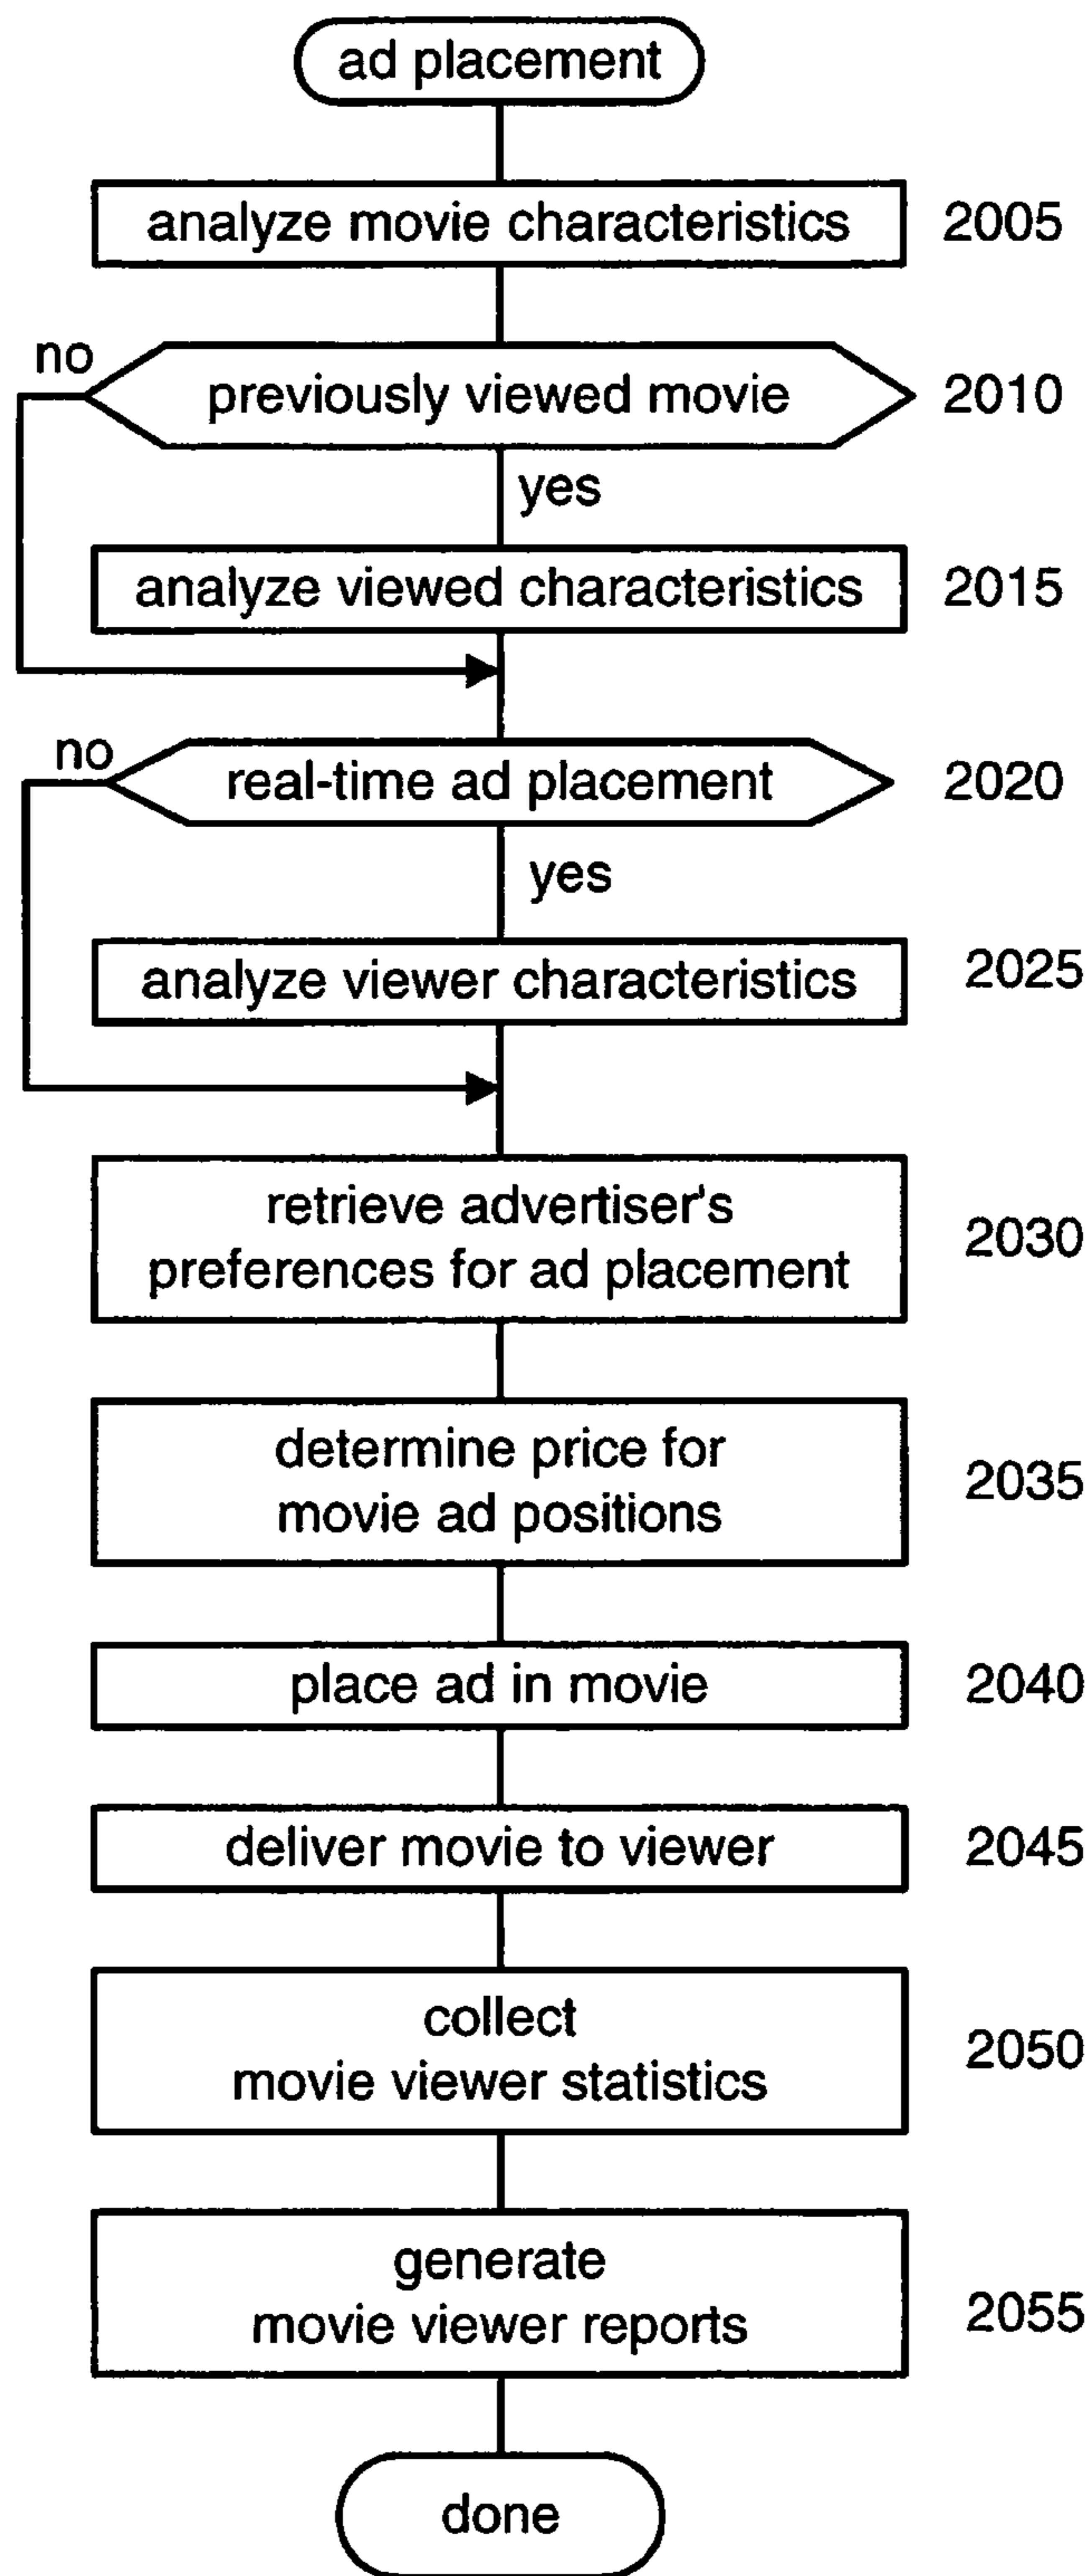 ad placement
analyze movie characteristics
2005
no
previously viewed movie
2010
yes
analyze viewed characteristics
2015
no
real-time ad placement
2020
yes
analyze viewer characteristics
2025
retrieve advertiser's
preferences for ad placement
2030
determine price for
movie ad positions
2035
place ad in movie
2040
deliver movie to viewer
2045
collect
movie viewer statistics
2050
generate
movie viewer reports
2055
done